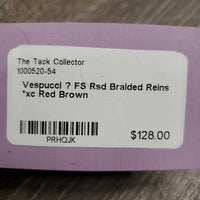 The Tack Collector
1000520-54
Vespucci ? FS Rsd Braided Reins
*xc Red Brown
$128.00
PRHQJK